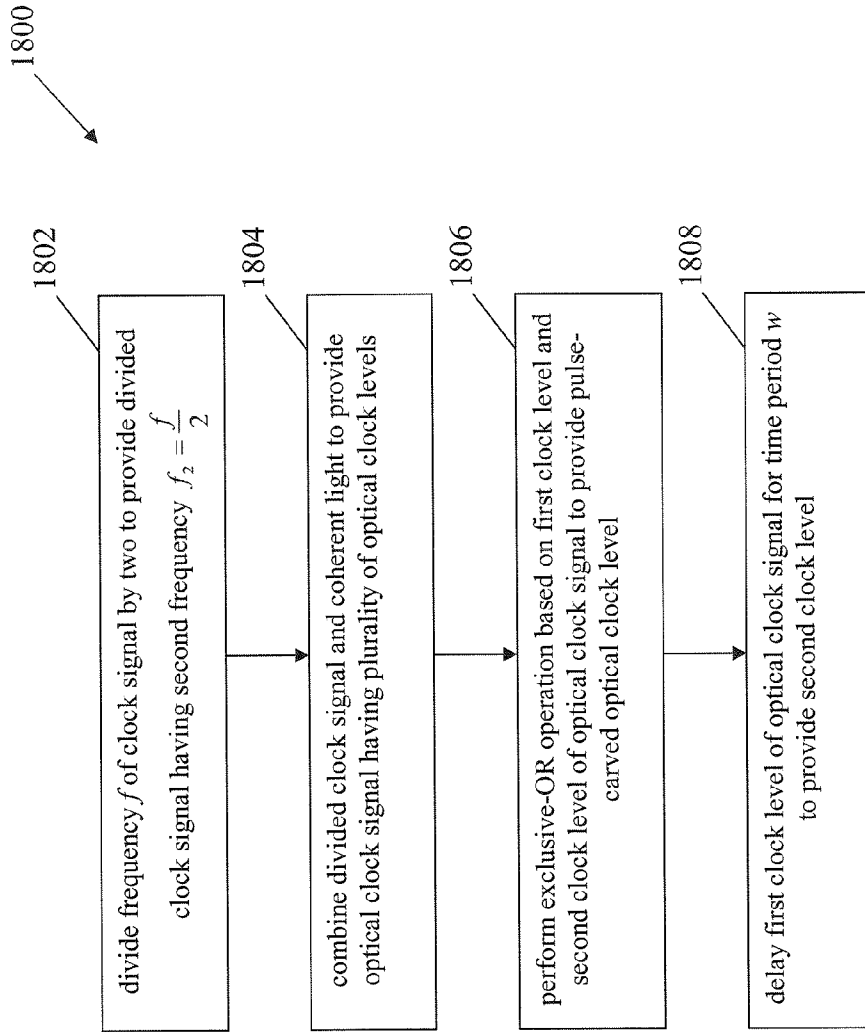 1800
1802
divide frequency f of clock signal by two to provide divided
clock signal having second frequency f₂ = f/2
1804
combine divided clock signal and coherent light to provide
optical clock signal having plurality of optical clock levels
1806
perform exclusive-OR operation based on first clock level and
second clock level of optical clock signal to provide pulse-
carved optical clock level
1808
delay first clock level of optical clock signal for time period w
to provide second clock level